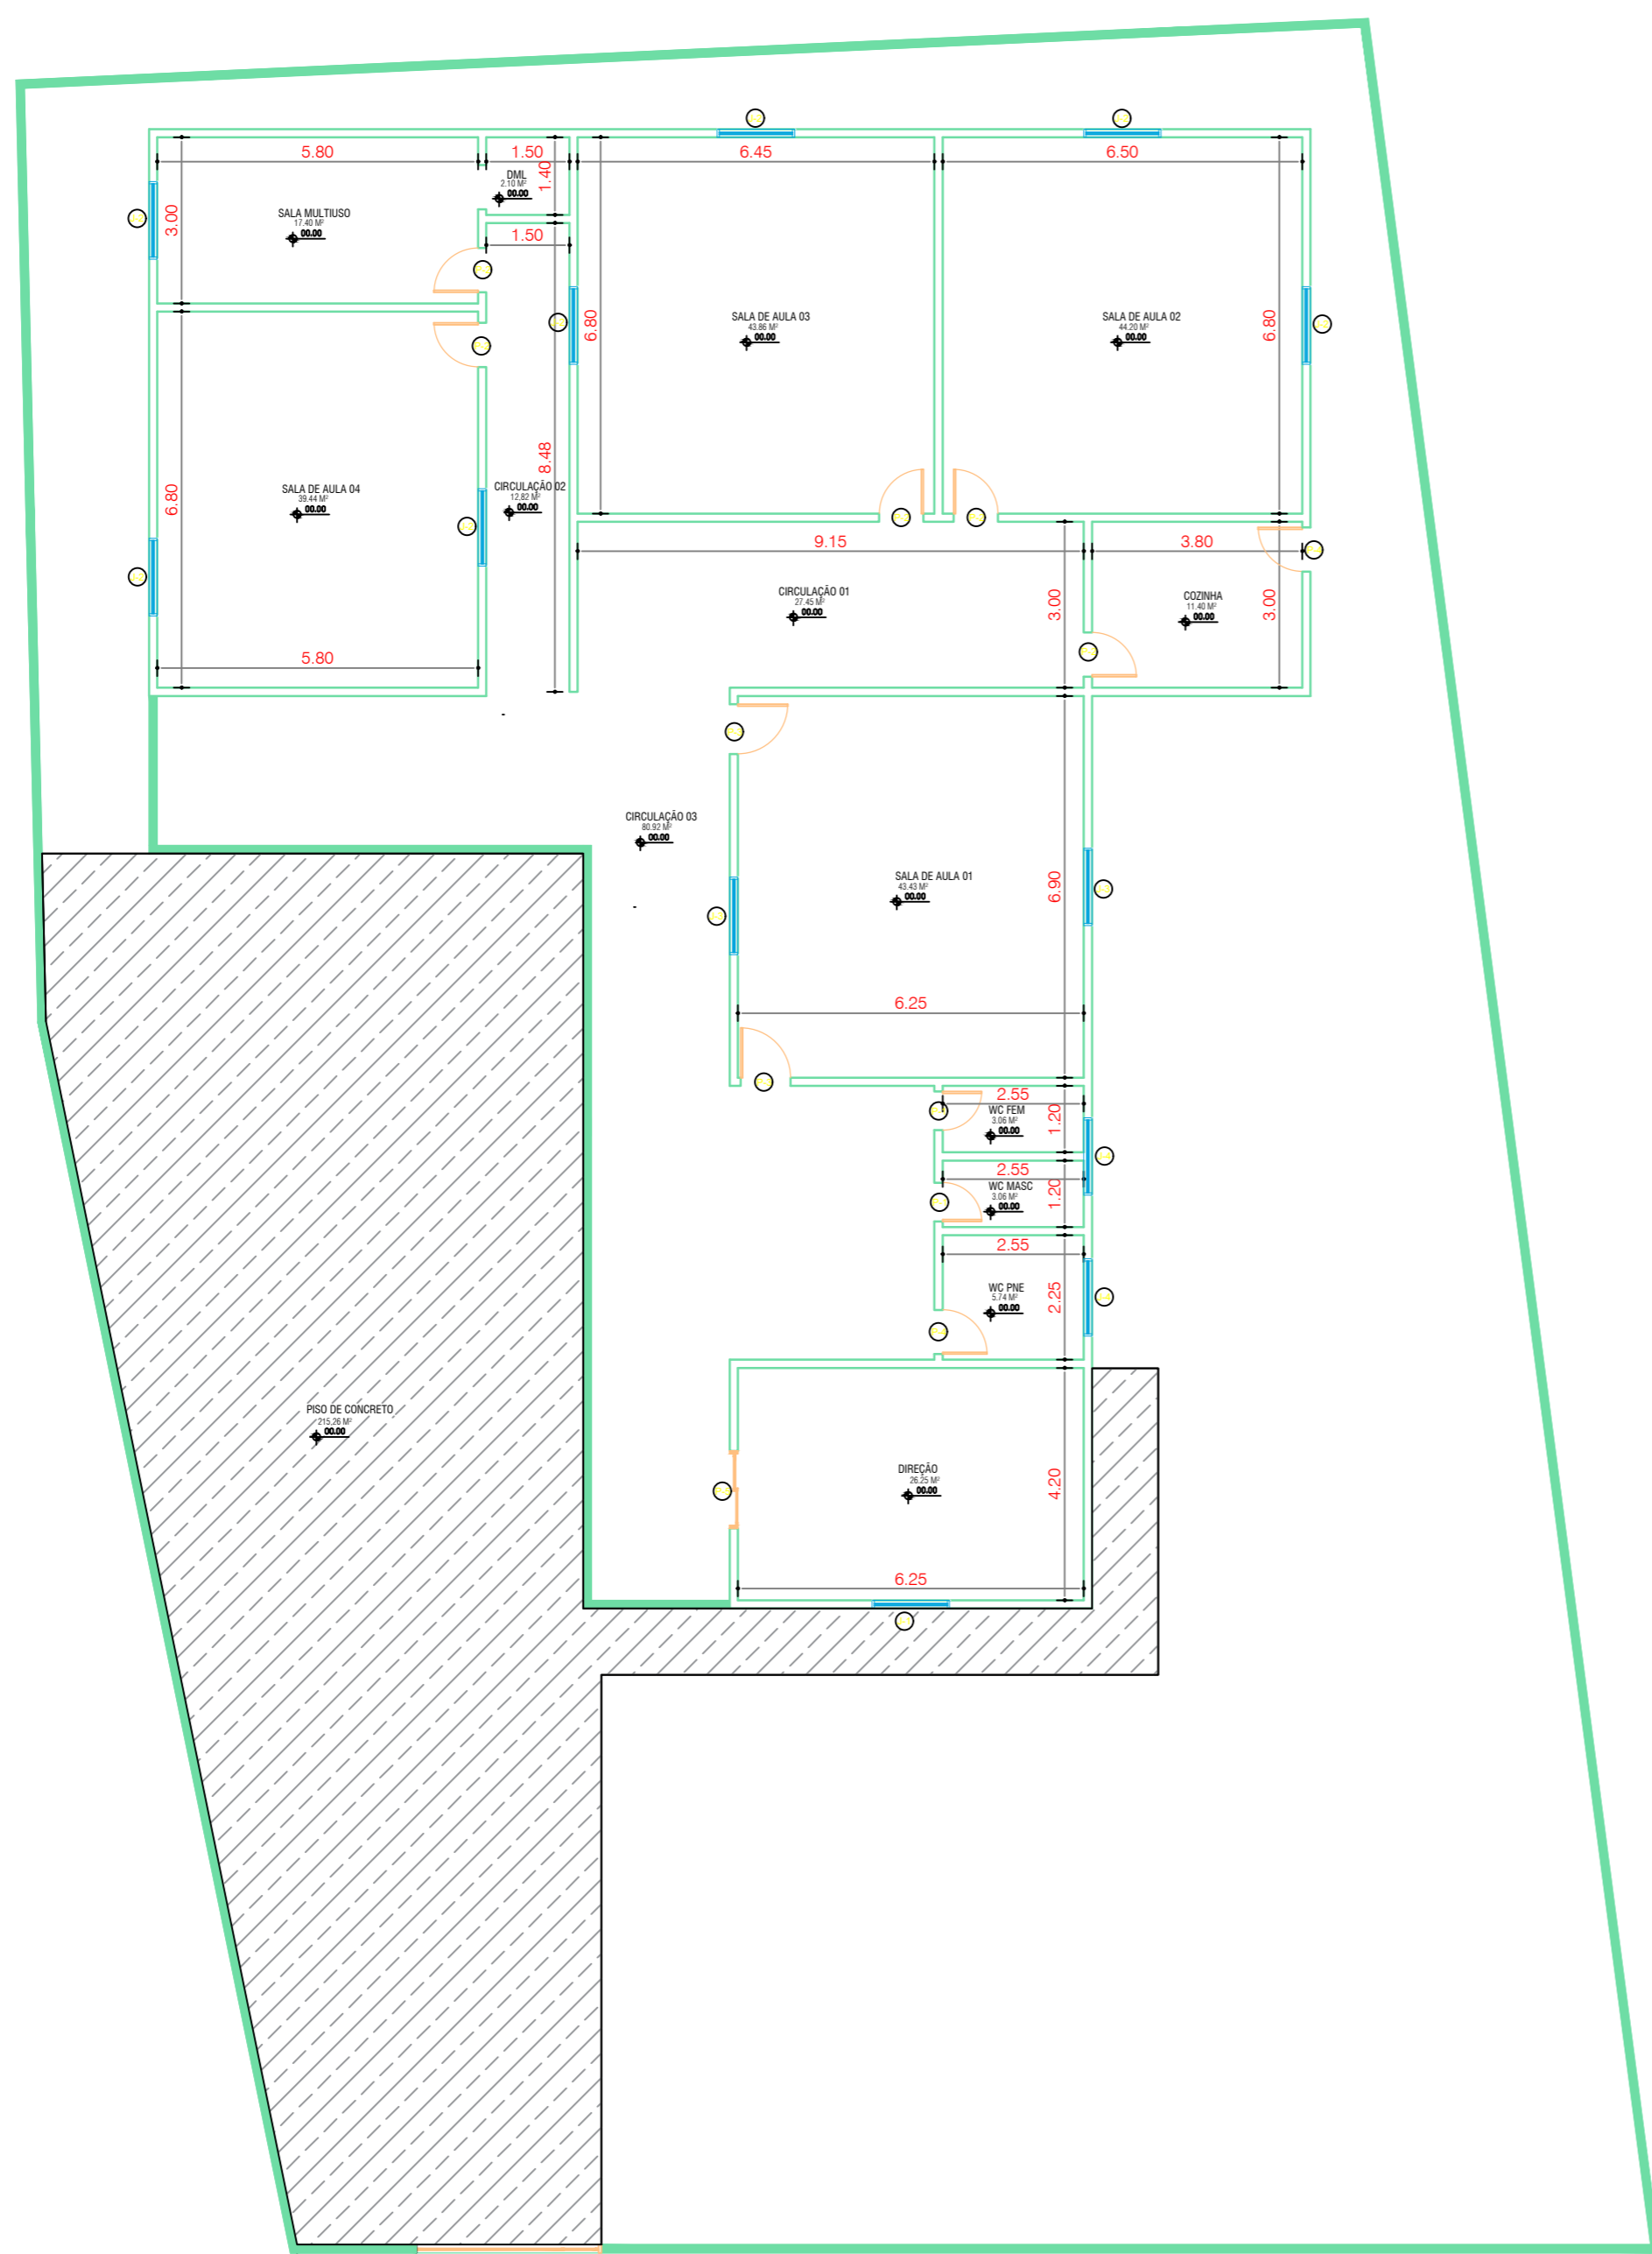 5.80
1.50
6.45
6.50
1.40
DML
2.10 M²
00.00
3.00
SALA MULTIUSO
17.40 M²
00.00
1.50
6.80
SALA DE AULA 03
43.86 M²
00.00
SALA DE AULA 02
44.20 M²
00.00
6.80
8.48
6.80
SALA DE AULA 04
39.44 M²
00.00
CIRCULAÇÃO 02
12,82 M²
00.00
9.15
3.80
CIRCULAÇÃO 01
27.45 M²
00.00
3.00
COZINHA
11.40 M²
00.00
3.00
5.80
CIRCULAÇÃO 03
80.92 M²
00.00
SALA DE AULA 01
43.43 M²
00.00
6.90
6.25
2.55
WC FEM
3.06 M²
00.00
1.20
2.55
WC MASC
3.06 M²
00.00
1.20
2.55
WC PNE
5.74 M²
00.00
2.25
PISO DE CONCRETO
215,26 M²
00.00
DIREÇÃO
26.25 M²
00.00
4.20
6.25